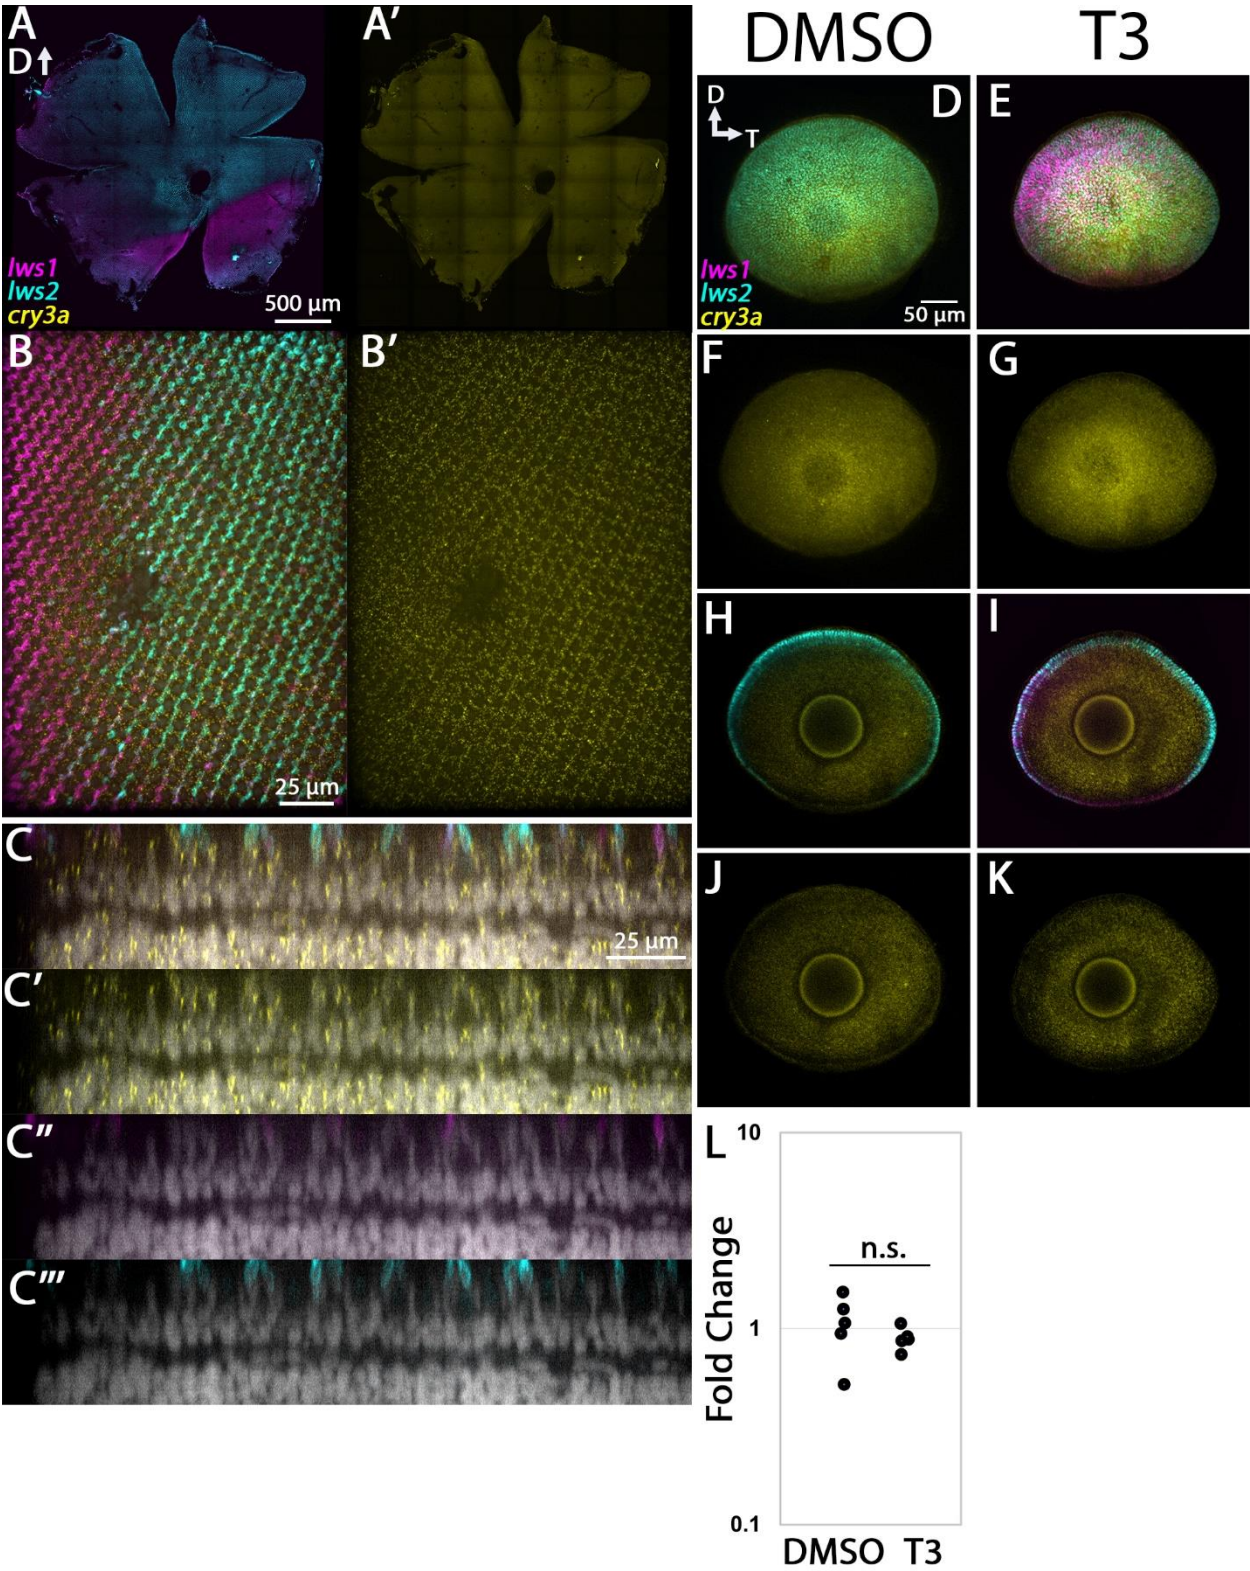 A
D
lws1
lws2
cry3a
500 µm
A′
B
25 µm
B′
C
25 µm
C′
C″
C‴
DMSO
T3
D
T
D
lws1
lws2
cry3a
50 µm
E
F
G
H
I
J
K
L
10
Fold Change
n.s.
1
0.1
DMSO T3